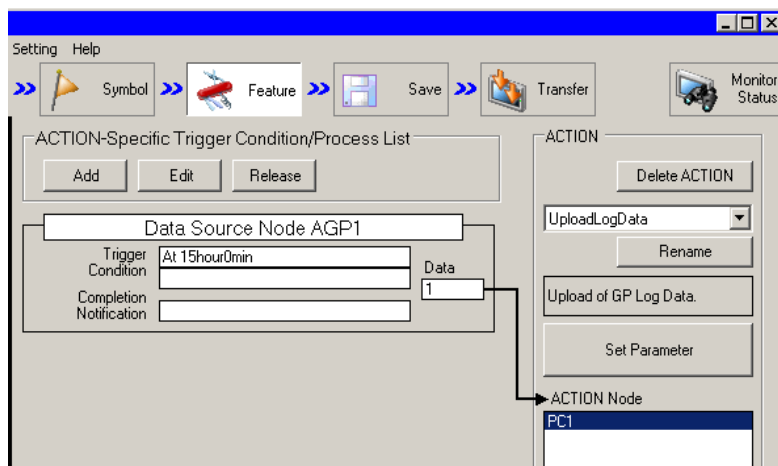 Setting Help
Symbol
Feature
Save
Transfer
Monitor
Status
ACTION-Specific Trigger Condition/Process List
Add Edit Release
Data Source Node AGP1
Trigger
Condition
At 15hour0min
Data
1
Completion
Notification
ACTION
Delete ACTION
UploadLogData
Rename
Upload of GP Log Data.
Set Parameter
ACTION Node
PC1